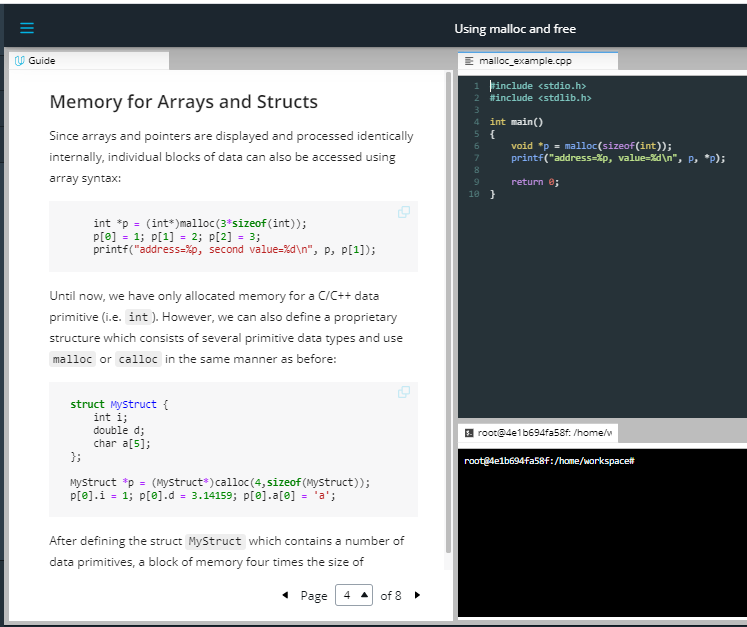 Using malloc and free
Guide
Memory for Arrays and Structs
Since arrays and pointers are displayed and processed identically
internally, individual blocks of data can also be accessed using
array syntax:
int *p = (int*)malloc(3*sizeof(int));
p[0] = 1; p[1] = 2; p[2] = 3;
printf("address=%p, second value=%d\n", p, p[1]);
Until now, we have only allocated memory for a C/C++ data
primitive (i.e. int ). However, we can also define a proprietary
structure which consists of several primitive data types and use
malloc or calloc in the same manner as before:
struct MyStruct {
int i;
double d;
char a[5];
};
MyStruct *p = (MyStruct*)calloc(4,sizeof(MyStruct));
p[0].i = 1; p[0].d = 3.14159; p[0].a[0] = 'a';
After defining the struct MyStruct which contains a number of
data primitives, a block of memory four times the size of
Page 4 of 8
malloc_example.cpp
1 #include <stdio.h>
2 #include <stdlib.h>
3
4 int main()
5 {
6 void *p = malloc(sizeof(int));
7 printf("address=%p, value=%d\n", p, *p);
8
9 return 0;
10 }
root@4e1b694fa58f: /home/w
root@4e1b694fa58f:/home/workspace#